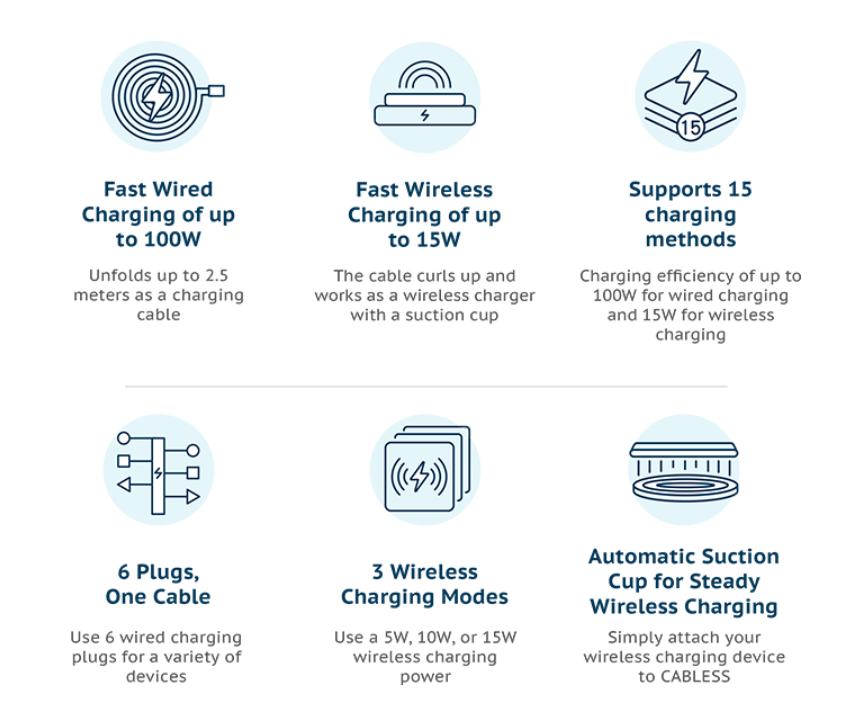 Fast Wired
Charging of up
to 100W
Unfolds up to 2.5
meters as a charging
cable
Fast Wireless
Charging of up
to 15W
The cable curls up and
works as a wireless charger
with a suction cup
15
Supports 15
charging
methods
Charging efficiency of up to
100W for wired charging
and 15W for wireless
charging
6 Plugs,
One Cable
Use 6 wired charging
plugs for a variety of
devices
3 Wireless
Charging Modes
Use a 5W, 10W, or 15W
wireless charging
power
Automatic Suction
Cup for Steady
Wireless Charging
Simply attach your
wireless charging device
to CABLESS